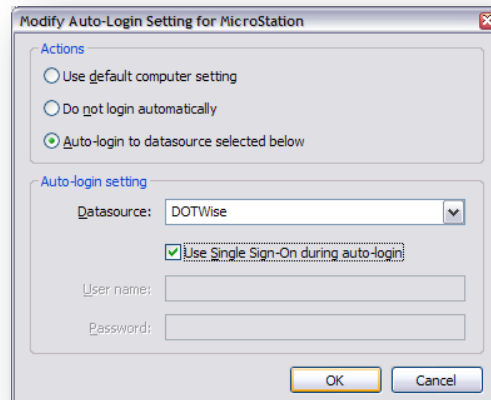 Modify Auto-Login Setting for MicroStation
Actions
Use default computer setting
Do not login automatically
Auto-login to datasource selected below
Auto-login setting
Datasource: DOTWise
Use Single Sign-On during auto-login
User name:
Password:
OK Cancel